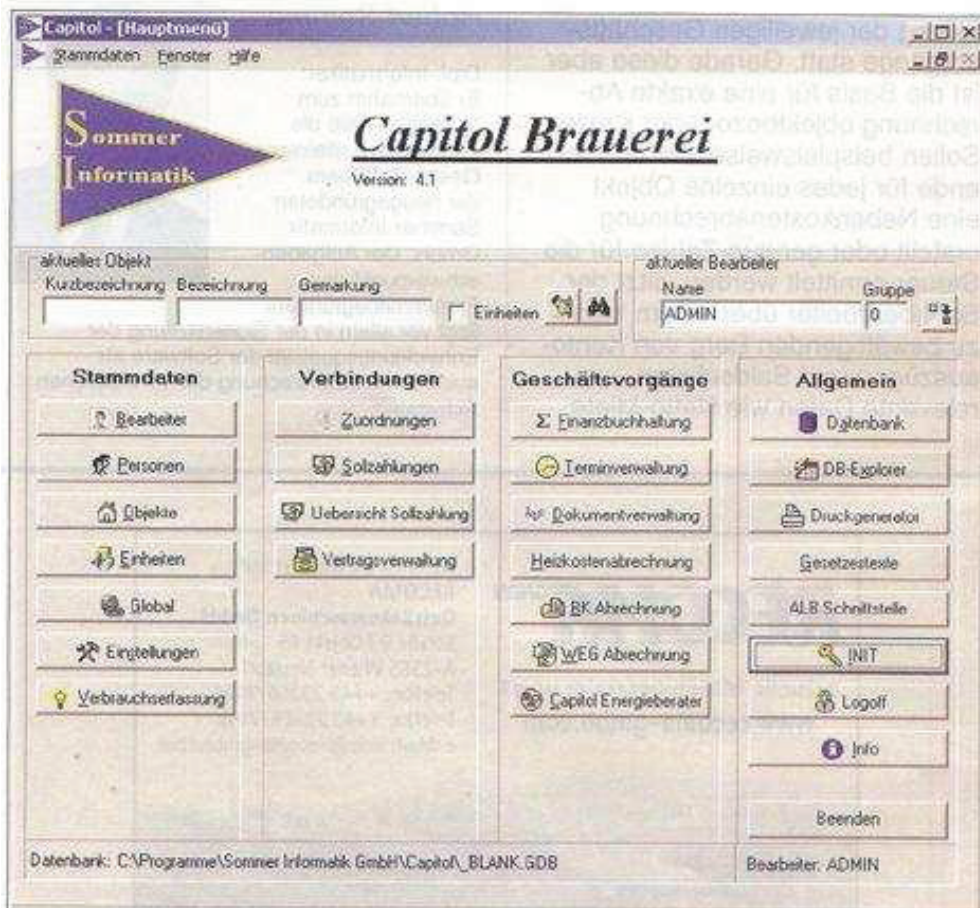 Capitol - [Hauptmenü]
Stammdaten Fenster Hilfe
Sommer
Informatik
Capitol Brauerei
Version: 4.1
aktuelles Objekt
Kurzbezeichnung Bezeichnung Gemarkung
Einheiten
aktueller Bearbeiter
Name Gruppe
ADMIN 0
Stammdaten
Bearbeiter
Personen
Objekte
Einheiten
Global
Einstellungen
Verbrauchserfassung
Verbindungen
Zuordnungen
Sollzahlungen
Uebersicht Sollzahlung
Vertragsverwaltung
Geschäftsvorgänge
Σ Finanzbuchhaltung
Terminverwaltung
Dokumentverwaltung
Heizkostenabrechnung
BK Abrechnung
WEG Abrechnung
Capitol Energieberater
Allgemein
Datenbank
DB-Explorer
Druckgenerator
Gesetzestexte
ALB Schnittstelle
INIT
Logoff
Info
Beenden
Datenbank: C:\Programme\Sommer Informatik GmbH\Capitol\_BLANK.GDB
Bearbeiter: ADMIN